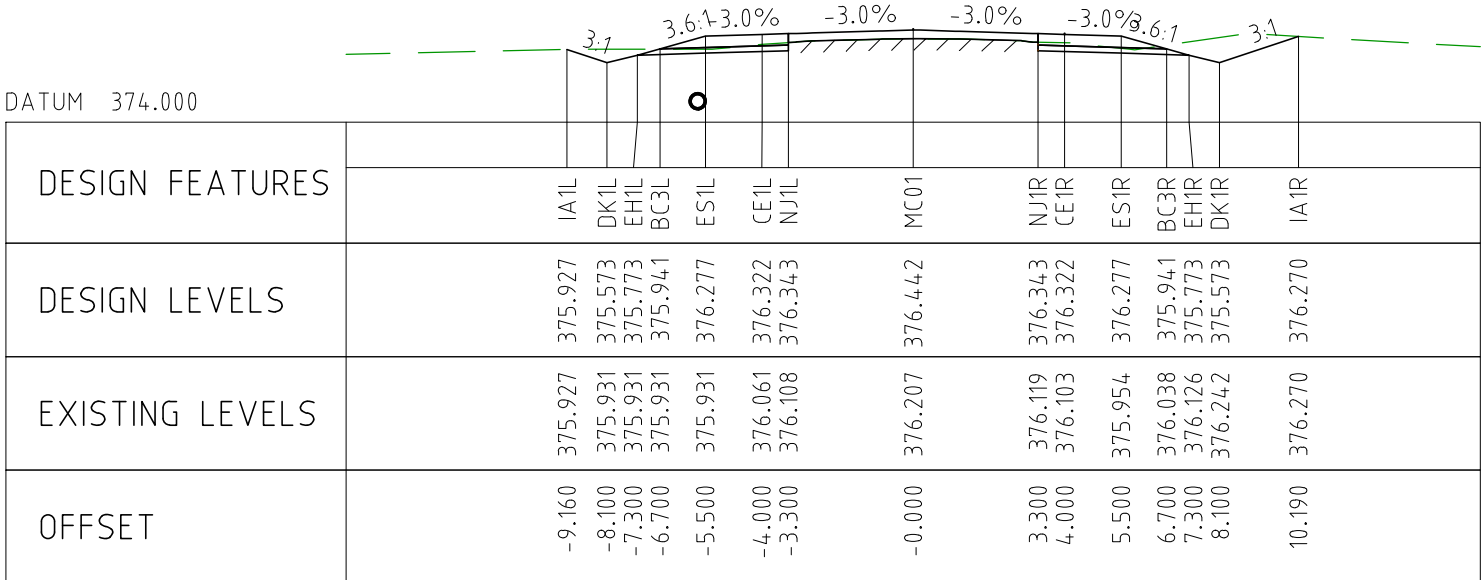 3:1 3.6:1 -3.0% -3.0% -3.0% -3.0% 3.6:1 3:1
DATUM 374.000
DESIGN FEATURES IA1L DK1L EH1L BC3L ES1L CE1L NJ1L MC01 NJ1R CE1R ES1R BC3R EH1R DK1R IA1R
DESIGN LEVELS 375.927 375.573 375.773 375.941 376.277 376.322 376.343 376.442 376.343 376.322 376.277 375.941 375.773 375.573 376.270
EXISTING LEVELS 375.927 375.931 375.931 375.931 375.931 376.061 376.108 376.207 376.119 376.103 375.954 376.038 376.126 376.242 376.270
OFFSET -9.160 -8.100 -7.300 -6.700 -5.500 -4.000 -3.300 -0.000 3.300 4.000 5.500 6.700 7.300 8.100 10.190